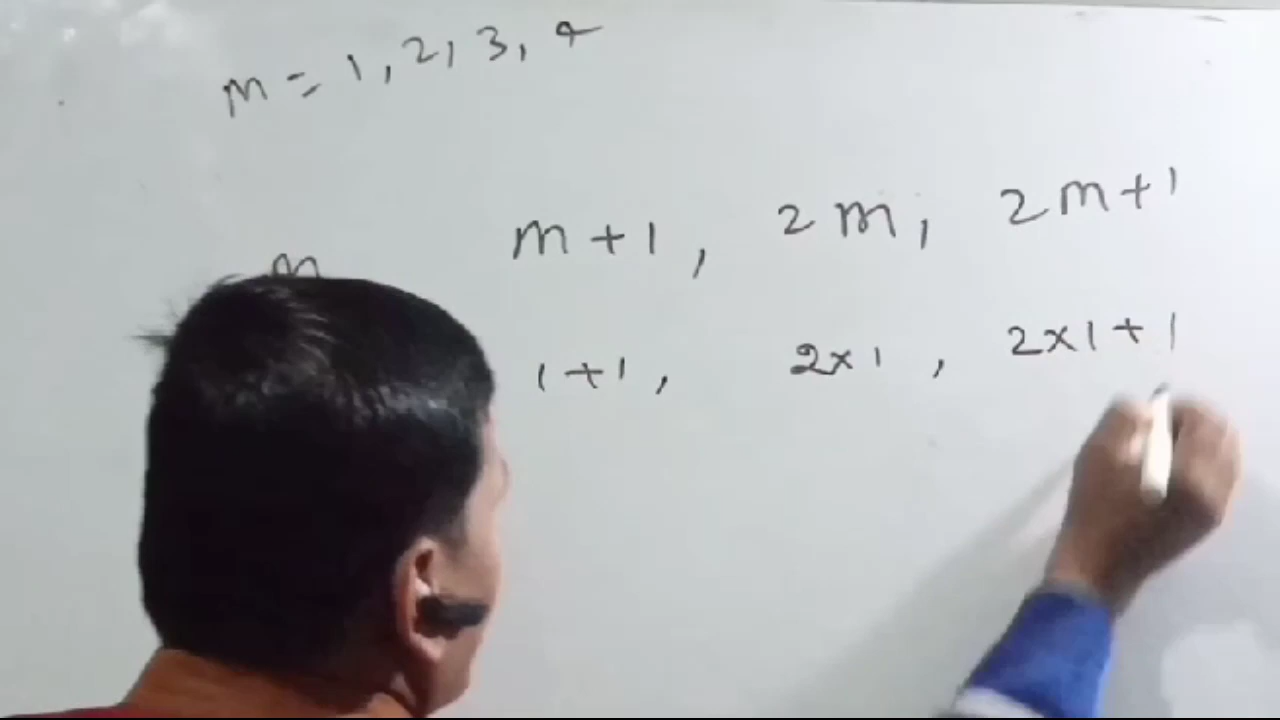 m = 1, 2, 3, 4
m m+1, 2m, 2m+1
1+1, 2x1, 2x1+1